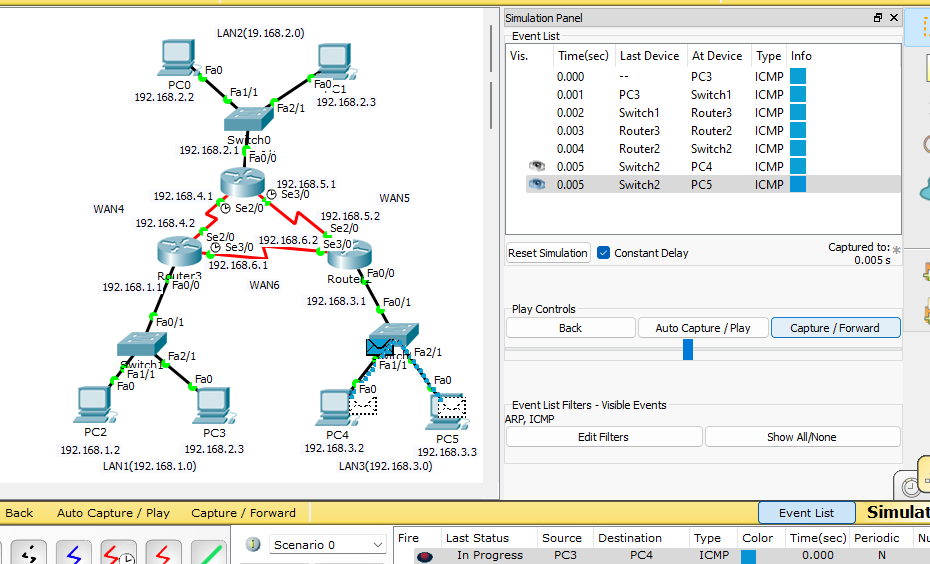 LAN2(19.168.2.0)
Fa0
PC0
192.168.2.2
Fa1/1
Fa0
C1
192.168.2.3
Fa2/1
Switch0
192.168.2.1
Fa0/0
192.168.5.1
Se3/0
192.168.4.1
Se2/0
WAN5
WAN4
192.168.5.2
192.168.4.2
Se2/0
Se2/0
Se3/0
192.168.6.2
Se3/0
192.168.6.1
Router3
Fa0/0
WAN6
Fa0/0
Route
192.168.1.1
192.168.3.1
Fa0/1
Fa0/1
Switch1
Fa2/1
Fa1/1
Fa0
Fa0
Fa2/1
Fa1/1
Fa0
Fa0
PC2
PC3
PC4
PC5
192.168.1.2
192.168.2.3
192.168.3.2
192.168.3.3
LAN1(192.168.1.0)
LAN3(192.168.3.0)
Simulation Panel
Event List
Vis. Time(sec) Last Device At Device Type Info
0.000 -- PC3 ICMP
0.001 PC3 Switch1 ICMP
0.002 Switch1 Router3 ICMP
0.003 Router3 Router2 ICMP
0.004 Router2 Switch2 ICMP
0.005 Switch2 PC4 ICMP
0.005 Switch2 PC5 ICMP
Reset Simulation Constant Delay Captured to: *
0.005 s
Play Controls
Back Auto Capture / Play Capture / Forward
Event List Filters - Visible Events
ARP, ICMP
Edit Filters Show All/None
Back Auto Capture / Play Capture / Forward Event List Simulat
Scenario 0
Fire Last Status Source Destination Type Color Time(sec) Periodic Nu
In Progress PC3 PC4 ICMP 0.000 N